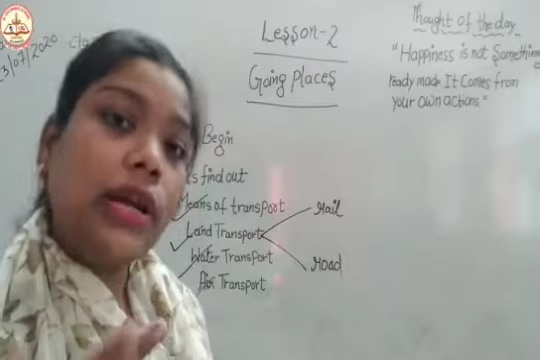 3/07/2020
Lesson-2
Going places
Thought of the day
"Happiness is not Something
ready made It Comes from
your own actions"
Begin
s find out
Means of transport
Land Transport
rail
Water Transport
road
Air Transport